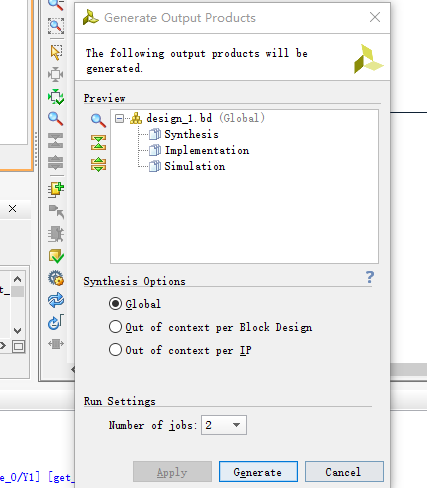 Generate Output Products
The following output products will be
generated.
Preview
design_1.bd (Global)
Synthesis
Implementation
Simulation
Synthesis Options
?
Global
Out of context per Block Design
Out of context per IP
Run Settings
Number of jobs: 2
Apply Generate Cancel
e_0/Y1] [get_